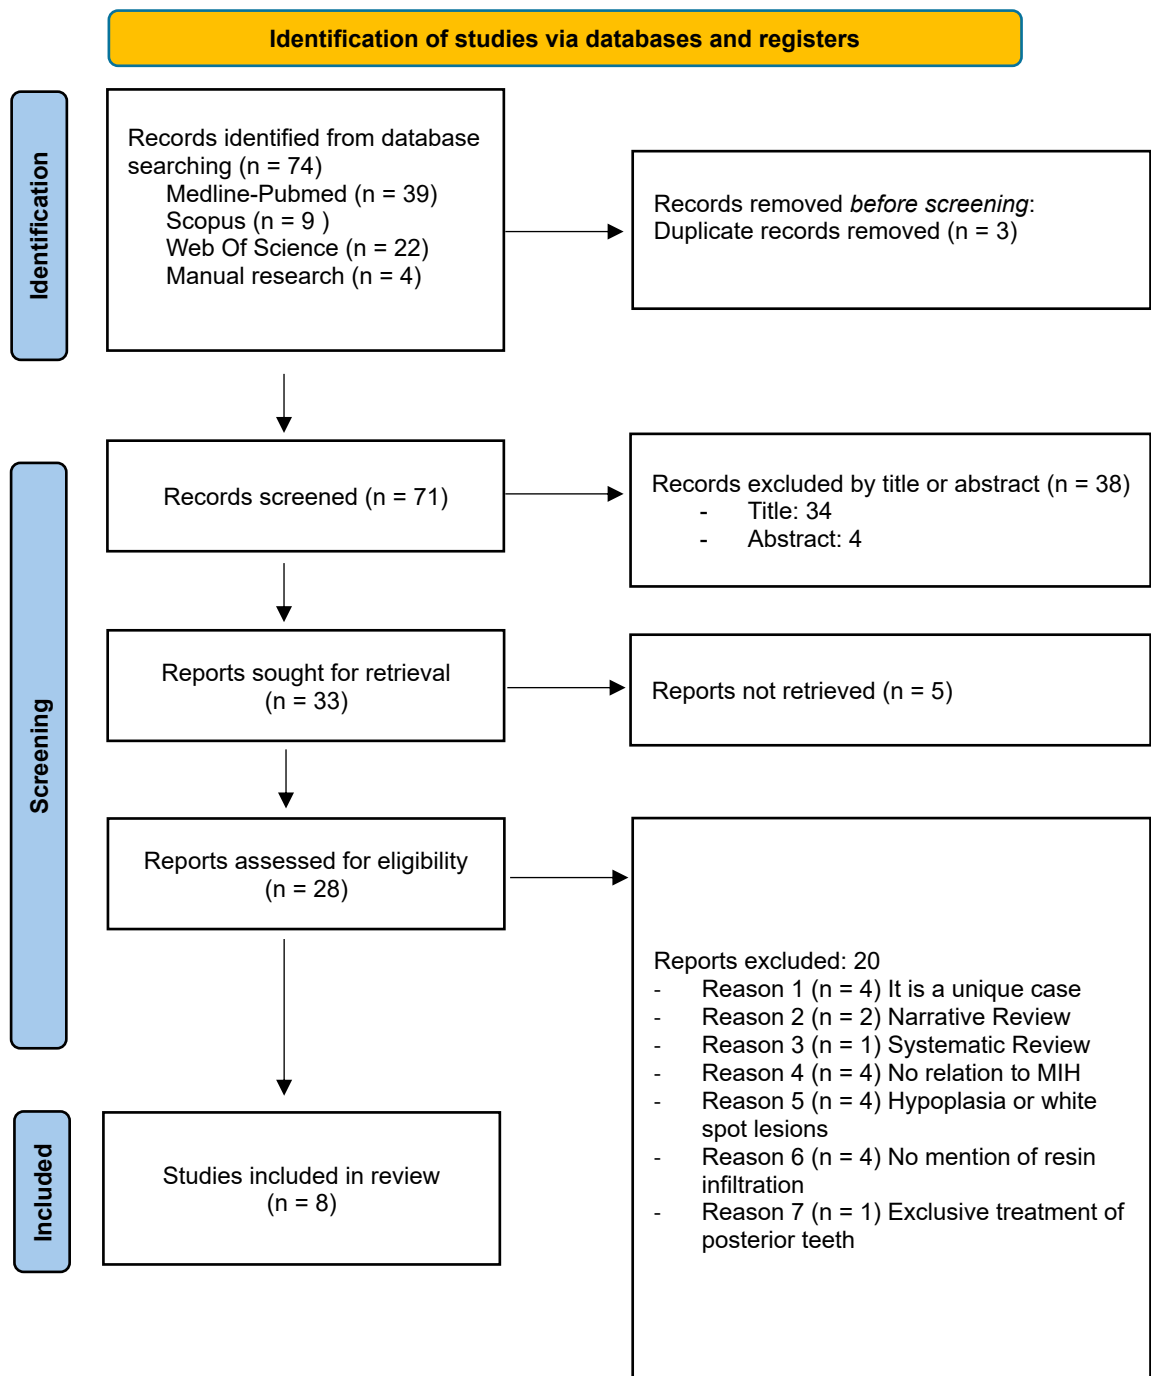 Identification of studies via databases and registers
Identification
Records identified from database
searching (n = 74)
Medline-Pubmed (n = 39)
Scopus (n = 9 )
Web Of Science (n = 22)
Manual research (n = 4)
Records removed before screening:
Duplicate records removed (n = 3)
Screening
Records screened (n = 71)
Records excluded by title or abstract (n = 38)
- Title: 34
- Abstract: 4
Reports sought for retrieval
(n = 33)
Reports not retrieved (n = 5)
Reports assessed for eligibility
(n = 28)
Reports excluded: 20
- Reason 1 (n = 4) It is a unique case
- Reason 2 (n = 2) Narrative Review
- Reason 3 (n = 1) Systematic Review
- Reason 4 (n = 4) No relation to MIH
- Reason 5 (n = 4) Hypoplasia or white
spot lesions
- Reason 6 (n = 4) No mention of resin
infiltration
- Reason 7 (n = 1) Exclusive treatment of
posterior teeth
Included
Studies included in review
(n = 8)